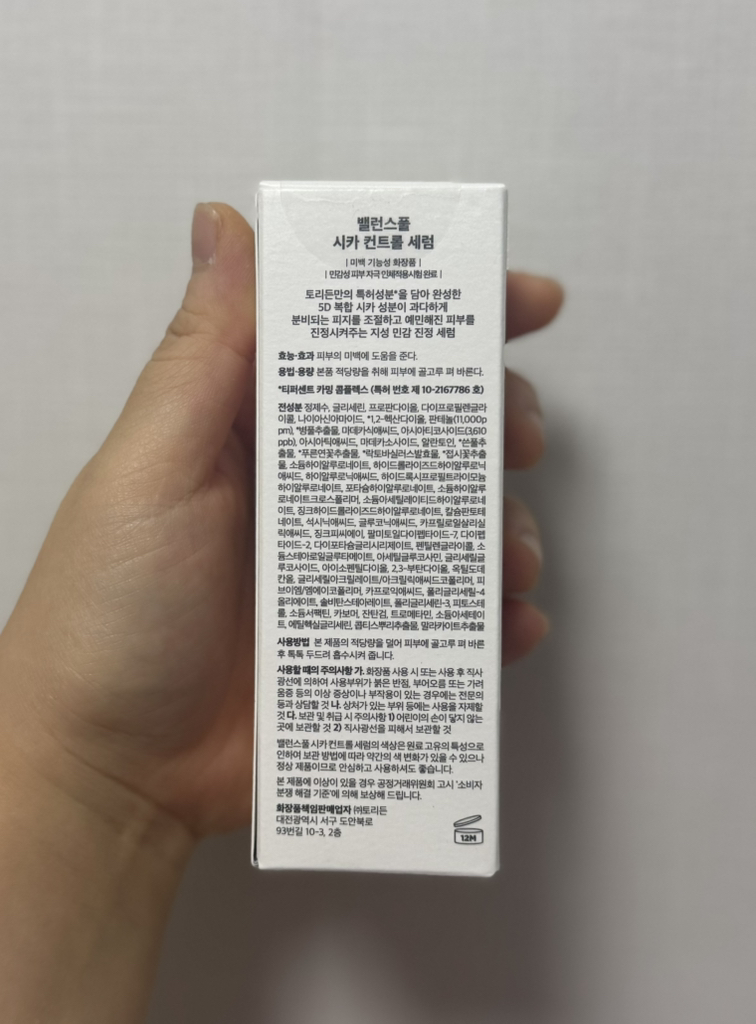 밸런스풀
시카 컨트롤 세럼
| 미백 기능성 화장품 |
| 민감성 피부 자극 인체적용시험 완료 |
토리든만의 특허성분*을 담아 완성한
5D 복합 시카 성분이 과다하게
분비되는 피지를 조절하고 예민해진 피부를
진정시켜주는 지성 민감 진정 세럼
효능·효과 피부의 미백에 도움을 준다.
용법·용량 본품 적당량을 취해 피부에 골고루 펴 바른다.
*티퍼센트 카밍 콤플렉스 (특허 번호 제 10-2167786 호)
전성분 정제수, 글리세린, 프로판다이올, 다이프로필렌글라
이콜, 나이아신아마이드, *1,2-헥산다이올, 판테놀(11,000p
pm), *병풀추출물, 마데카식애씨드, 아시아티코사이드(3,610
ppb), 아시아틱애씨드, 마데카소사이드, 알란토인, *쓴풀추
출물, *푸른연꽃추출물, *락토바실러스발효물, *접시꽃추출
물, 소듐하이알루로네이트, 하이드롤라이즈드하이알루로닉
애씨드, 하이알루로닉애씨드, 하이드록시프로필트라이모늄
하이알루로네이트, 포타슘하이알루로네이트, 소듐하이알루
로네이트크로스폴리머, 소듐아세틸레이티드하이알루로네이
트, 징크하이드롤라이즈드하이알루로네이트, 칼슘판토테
네이트, 석시닉애씨드, 글루코닉애씨드, 카프릴로일살리실
릭애씨드, 징크피씨에이, 팔미토일다이펩타이드-7, 다이펩
타이드-2, 다이포타슘글리시리제이트, 펜틸렌글라이콜, 소
듐스테아로일글루타메이트, 아세틸글루코사민, 글리세릴글
루코사이드, 아이소펜틸다이올, 2,3-부탄다이올, 옥틸도데
칸올, 글리세릴아크릴레이트/아크릴릭애씨드코폴리머, 피
브이엠/엠에이코폴리머, 카프로익애씨드, 폴리글리세릴-4
올리에이트, 솔비탄스테아레이트, 폴리글리세린-3, 피토스테
롤, 소듐서팩틴, 카보머, 잔탄검, 트로메타민, 소듐아세테이
트, 에틸헥실글리세린, 콥티스뿌리추출물, 말라카이트추출물
사용방법 본 제품의 적당량을 덜어 피부에 골고루 펴 바른
후 톡톡 두드려 흡수시켜 줍니다.
사용할 때의 주의사항 가. 화장품 사용 시 또는 사용 후 직사
광선에 의하여 사용부위가 붉은 반점, 부어오름 또는 가려
움증 등의 이상 증상이나 부작용이 있는 경우에는 전문의
등과 상담할 것 나. 상처가 있는 부위 등에는 사용을 자제할
것 다. 보관 및 취급 시 주의사항 1) 어린이의 손이 닿지 않는
곳에 보관할 것 2) 직사광선을 피해서 보관할 것
밸런스풀 시카 컨트롤 세럼의 색상은 원료 고유의 특성으로
인하여 보관 방법에 따라 약간의 색 변화가 있을 수 있으나
정상 제품이므로 안심하고 사용하셔도 좋습니다.
본 제품에 이상이 있을 경우 공정거래위원회 고시 '소비자
분쟁 해결 기준'에 의해 보상해 드립니다.
화장품책임판매업자 ㈜토리든
대전광역시 서구 도안북로
93번길 10-3, 2층
12M